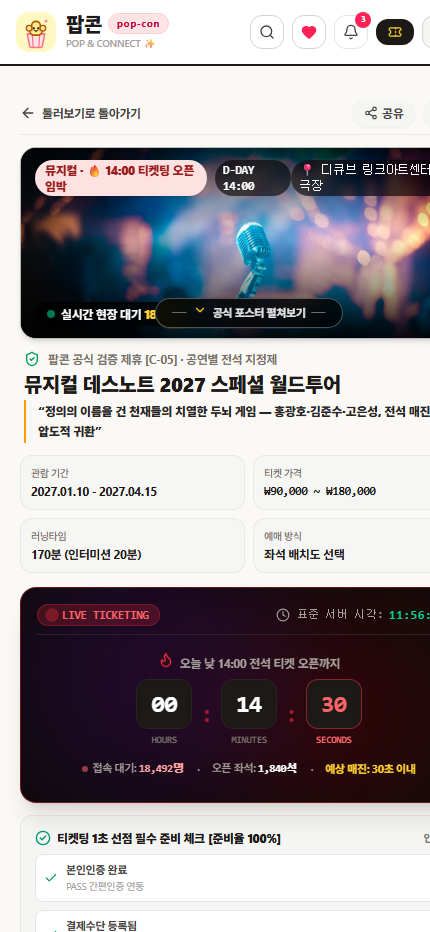 팝콘 pop-con
POP & CONNECT ✨
3
둘러보기로 돌아가기
공유
뮤지컬 · 🔥 14:00 티켓팅 오픈
임박
D-DAY
14:00
📍 디큐브 링크아트센터
극장
실시간 현장 대기 18
공식 포스터 펼쳐보기
팝콘 공식 검증 제휴 [C-05] · 공연별 전석 지정제
뮤지컬 데스노트 2027 스페셜 월드투어
“정의의 이름을 건 천재들의 치열한 두뇌 게임 — 홍광호·김준수·고은성, 전석 매진
압도적 귀환”
관람 기간
2027.01.10 - 2027.04.15
티켓 가격
₩90,000 ~ ₩180,000
러닝타임
170분 (인터미션 20분)
예매 방식
좌석 배치도 선택
LIVE TICKETING
표준 서버 시각: 11:56:
오늘 낮 14:00 전석 티켓 오픈까지
00 : 14 : 30
HOURS MINUTES SECONDS
접속 대기: 18,492명 · 오픈 좌석: 1,840석 · 예상 매진: 30초 이내
티켓팅 1초 선점 필수 준비 체크 [준비율 100%]
본인인증 완료
PASS 간편인증 연동
결제수단 등록됨